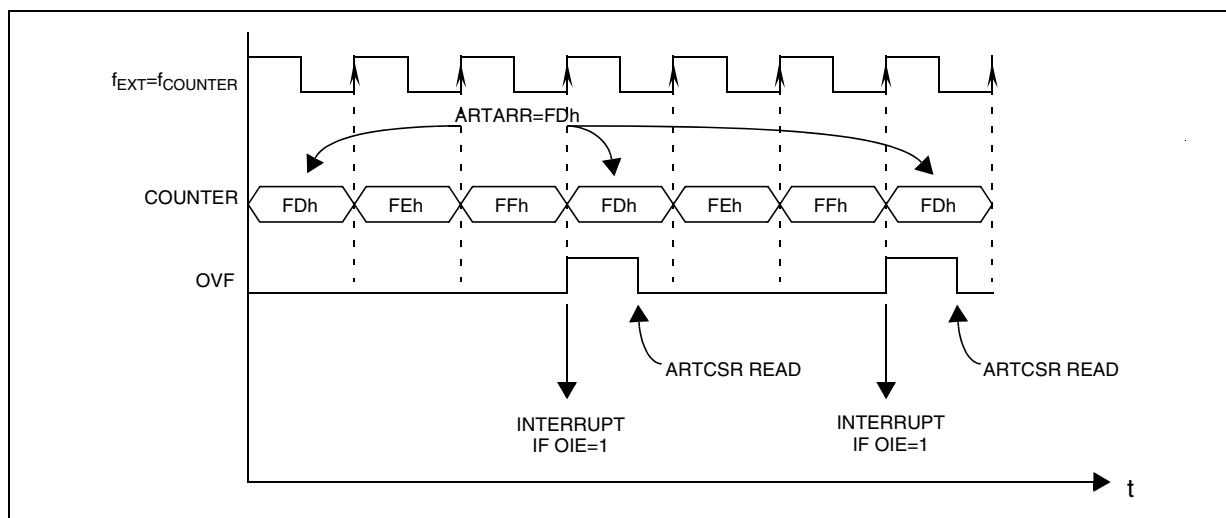 fEXT=fCOUNTER
ARTARR=FDh
COUNTER
FDh
FEh
FFh
FDh
FEh
FFh
FDh
OVF
ARTCSR READ
ARTCSR READ
INTERRUPT
IF OIE=1
INTERRUPT
IF OIE=1
t